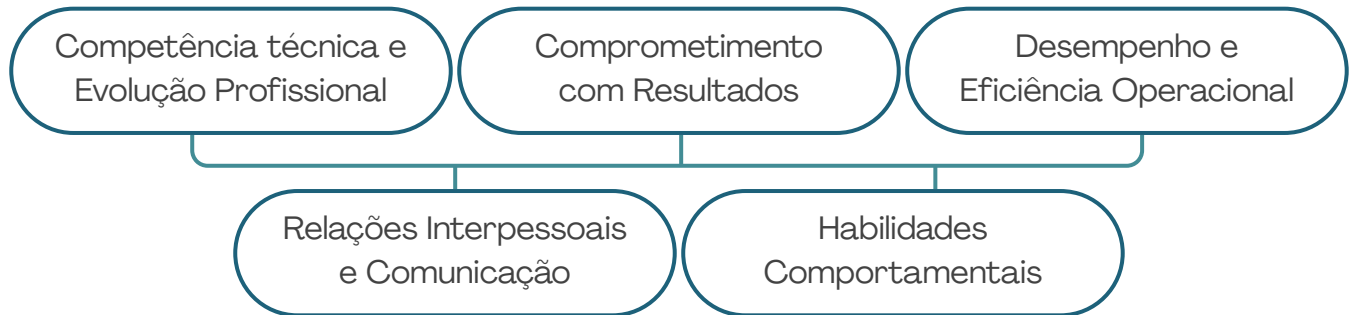 Competência técnica e
Evolução Profissional
Comprometimento
com Resultados
Desempenho e
Eficiência Operacional
Relações Interpessoais
e Comunicação
Habilidades
Comportamentais